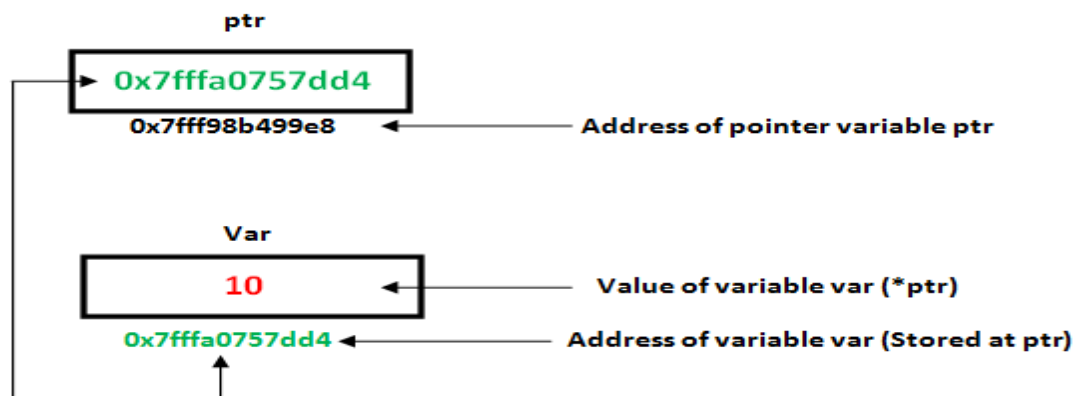 ptr
0x7fffa0757dd4
0x7fff98b499e8 Address of pointer variable ptr
Var
10 Value of variable var (*ptr)
0x7fffa0757dd4 Address of variable var (Stored at ptr)